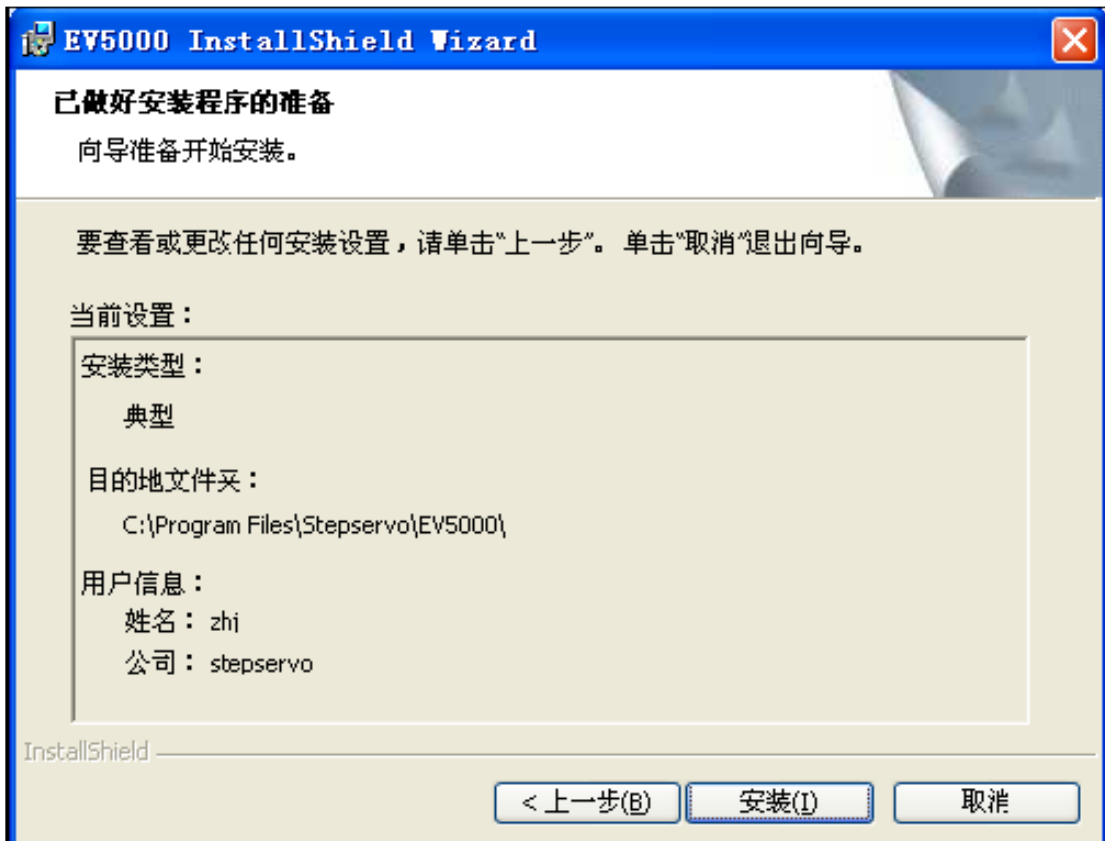 EV5000 InstallShield Wizard
已做好安装程序的准备
向导准备开始安装。
要查看或更改任何安装设置，请单击“上一步”。 单击“取消”退出向导。
当前设置：
安装类型：
典型
目的地文件夹：
C:\Program Files\Stepservo\EV5000\
用户信息：
姓名： zhj
公司： stepservo
InstallShield
< 上一步(B)
安装(I)
取消